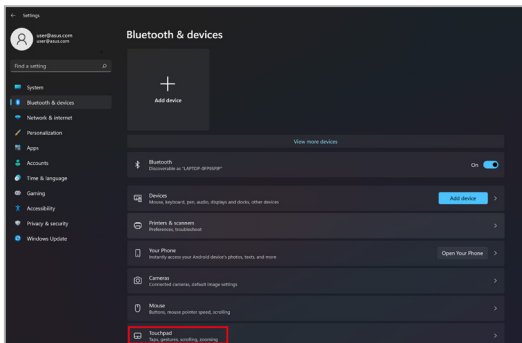 Settings
user@asus.com
user@asus.com
Find a setting
System
Bluetooth & devices
Network & internet
Personalization
Apps
Accounts
Time & language
Gaming
Accessibility
Privacy & security
Windows Update
Bluetooth & devices
Add device
View more devices
Bluetooth
Discoverable as
On
Devices
Mouse, keyboard, pen, audio, displays and docks, other devices
Add device
Printers & scanners
Preferences, troubleshoot
Your Phone
Instantly access your Android device's photos, texts, and more
Open Your Phone
Cameras
Connected cameras, default image settings
Mouse
Buttons, mouse pointer speed, scrolling
Touchpad
Taps, gestures, scrolling, zooming